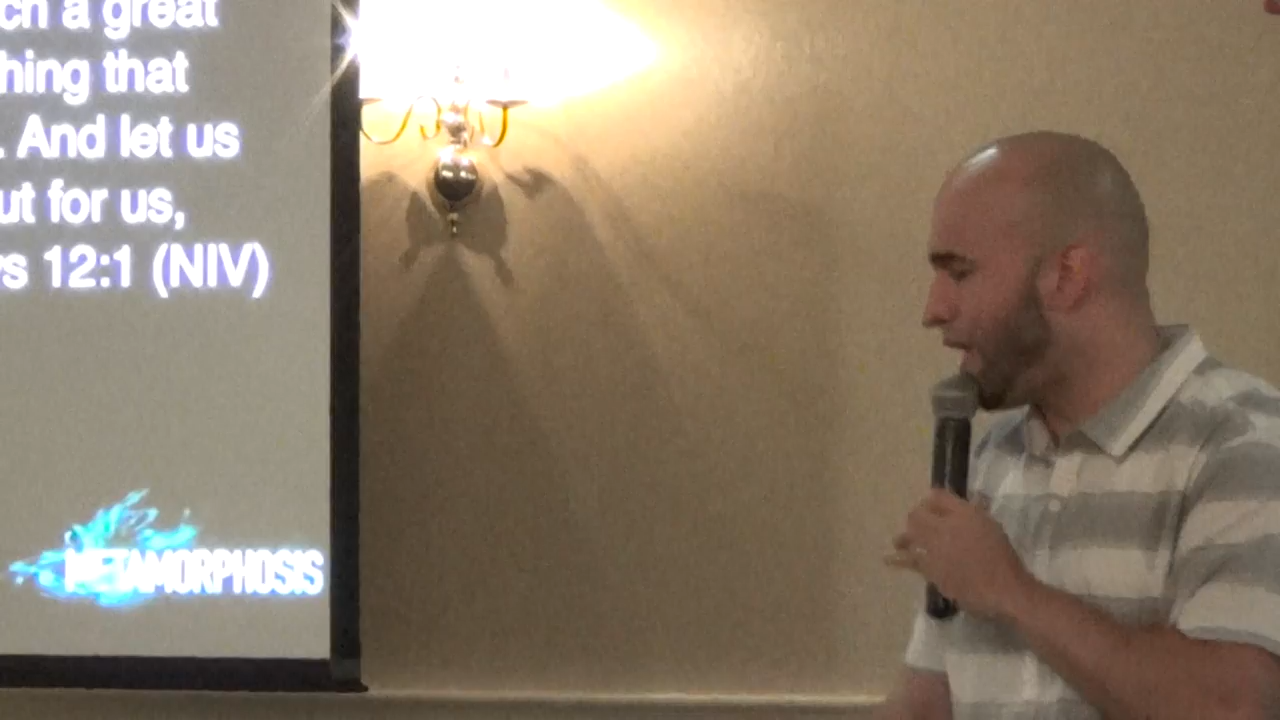 ch a great
hing that
. And let us
ut for us,
s 12:1 (NIV)
METAMORPHOSIS